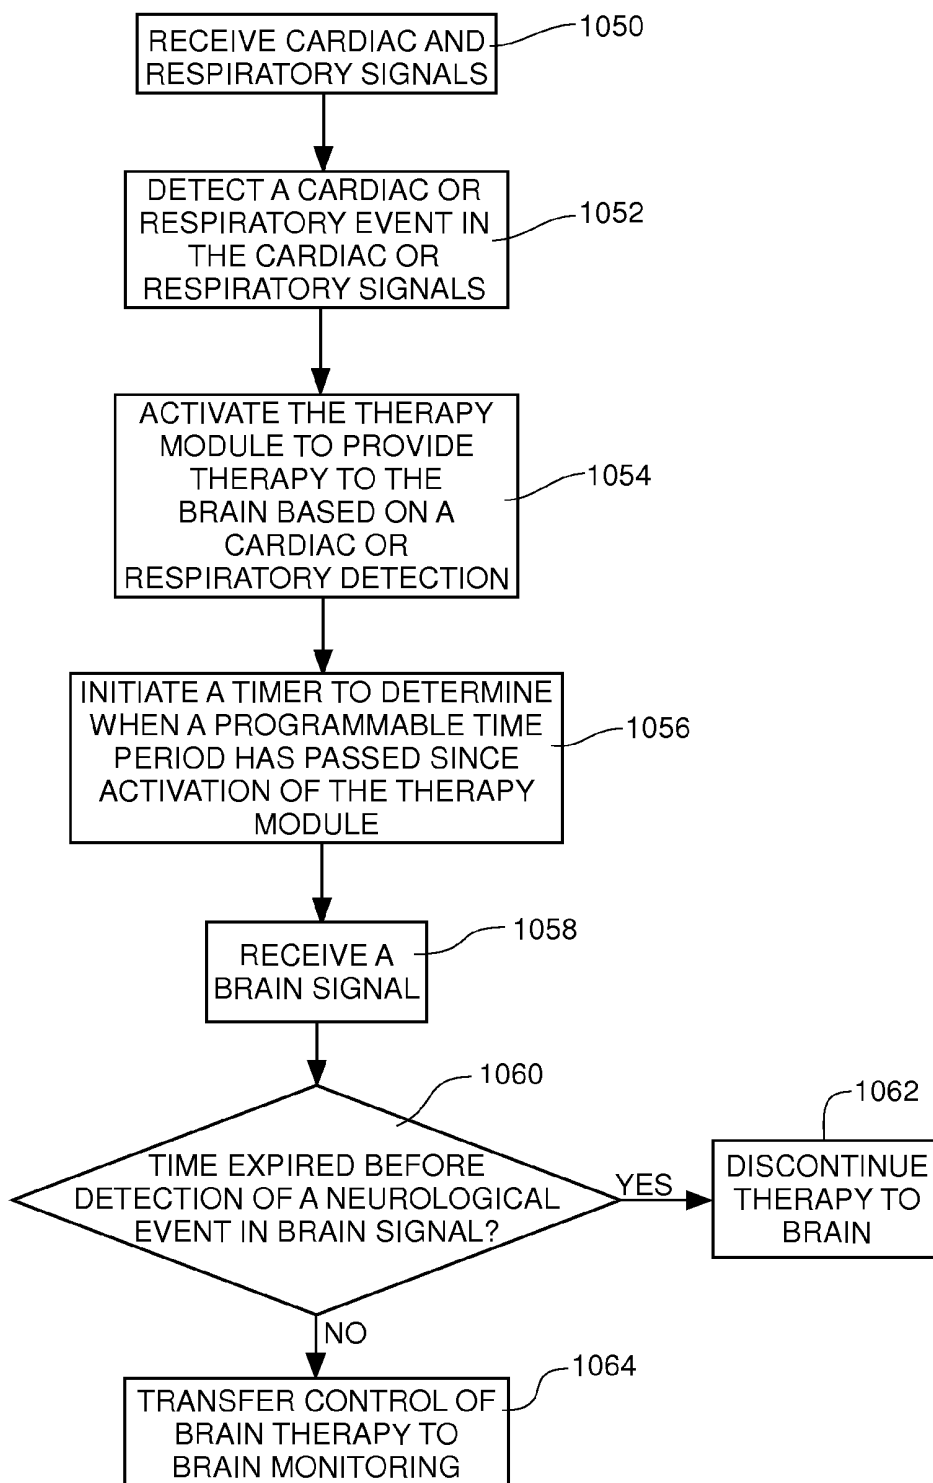 RECEIVE CARDIAC AND
RESPIRATORY SIGNALS
1050
DETECT A CARDIAC OR
RESPIRATORY EVENT IN
THE CARDIAC OR
RESPIRATORY SIGNALS
1052
ACTIVATE THE THERAPY
MODULE TO PROVIDE
THERAPY TO THE
BRAIN BASED ON A
CARDIAC OR
RESPIRATORY DETECTION
1054
INITIATE A TIMER TO DETERMINE
WHEN A PROGRAMMABLE TIME
PERIOD HAS PASSED SINCE
ACTIVATION OF THE THERAPY
MODULE
1056
RECEIVE A
BRAIN SIGNAL
1058
TIME EXPIRED BEFORE
DETECTION OF A NEUROLOGICAL
EVENT IN BRAIN SIGNAL?
1060
YES
DISCONTINUE
THERAPY TO
BRAIN
1062
NO
TRANSFER CONTROL OF
BRAIN THERAPY TO
BRAIN MONITORING
1064